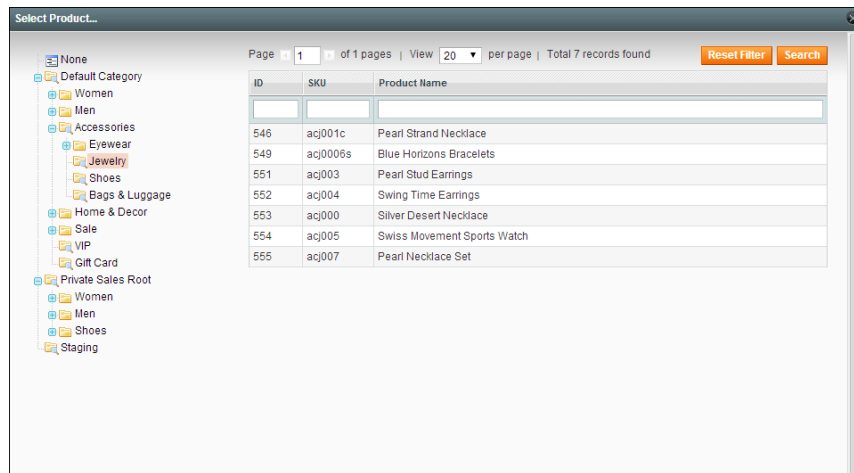 Select Product...
None
Default Category
Women
Men
Accessories
Eyewear
Jewelry
Shoes
Bags & Luggage
Home & Decor
Sale
VIP
Gift Card
Private Sales Root
Women
Men
Shoes
Staging
Page 1 of 1 pages | View 20 per page | Total 7 records found Reset Filter Search
ID SKU Product Name
546 acj001c Pearl Strand Necklace
549 acj0006s Blue Horizons Bracelets
551 acj003 Pearl Stud Earrings
552 acj004 Swing Time Earrings
553 acj000 Silver Desert Necklace
554 acj005 Swiss Movement Sports Watch
555 acj007 Pearl Necklace Set